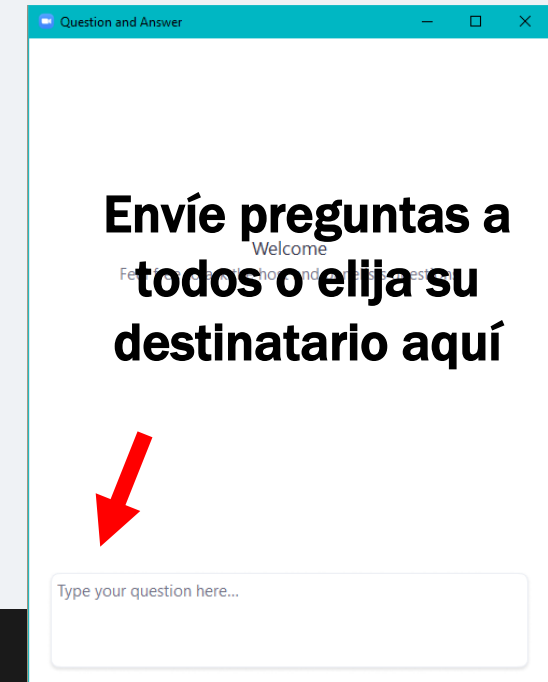 Question and Answer
Envíe preguntas a
Welcome
todos o elija su
destinatario aquí
Type your question here...